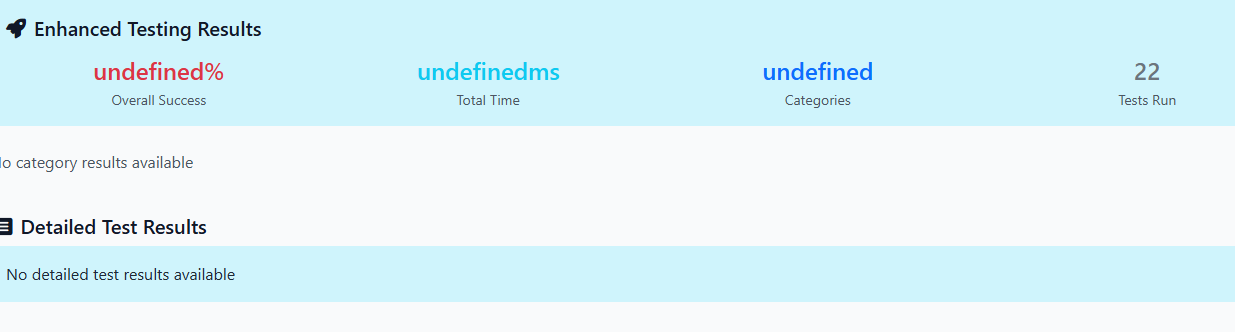 Enhanced Testing Results
undefined% undefinedms undefined 22
Overall Success Total Time Categories Tests Run
o category results available
Detailed Test Results
No detailed test results available